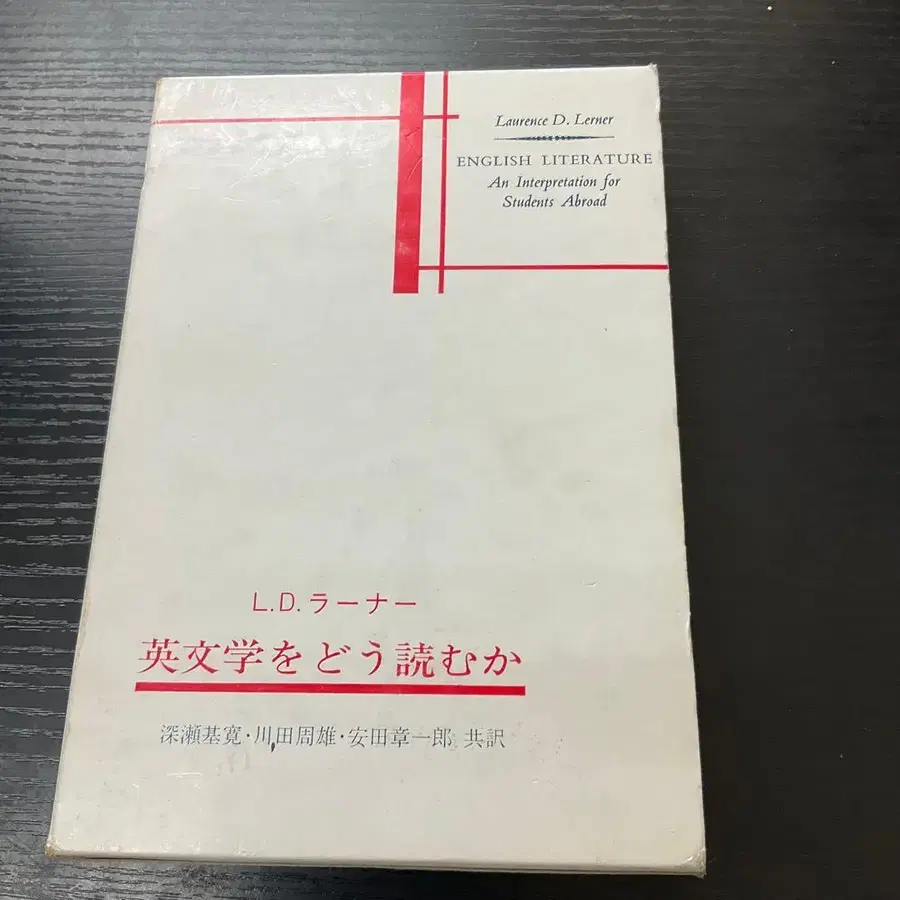 Laurence D. Lerner
ENGLISH LITERATURE
An Interpretation for
Students Abroad
L.D.ラーナー
英文学をどう読むか
深瀬基寛・川田周雄・安田章一郎 共訳